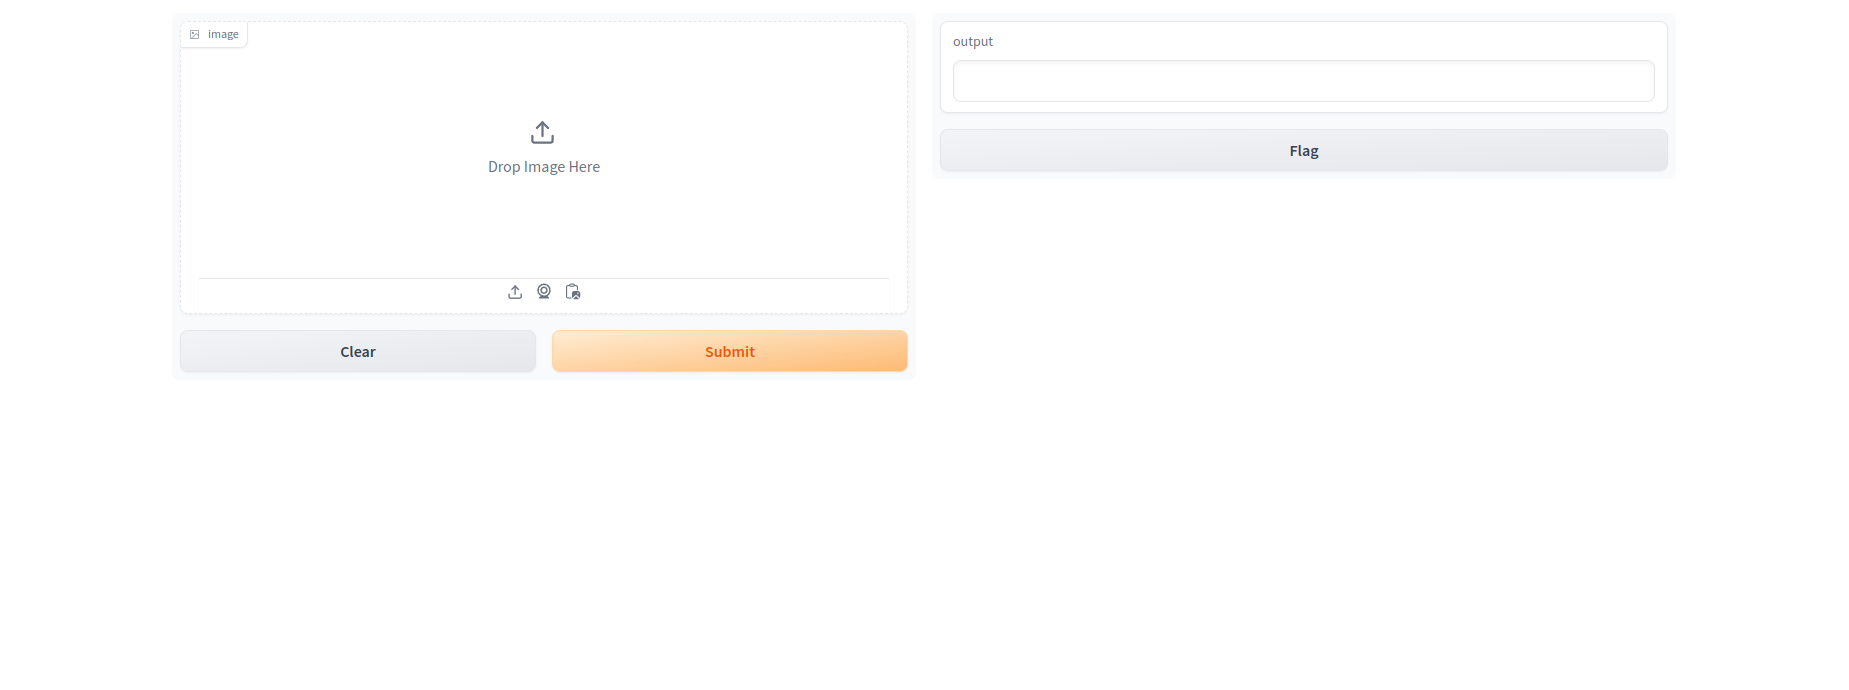 image
Drop Image Here
Clear
Submit
output
Flag